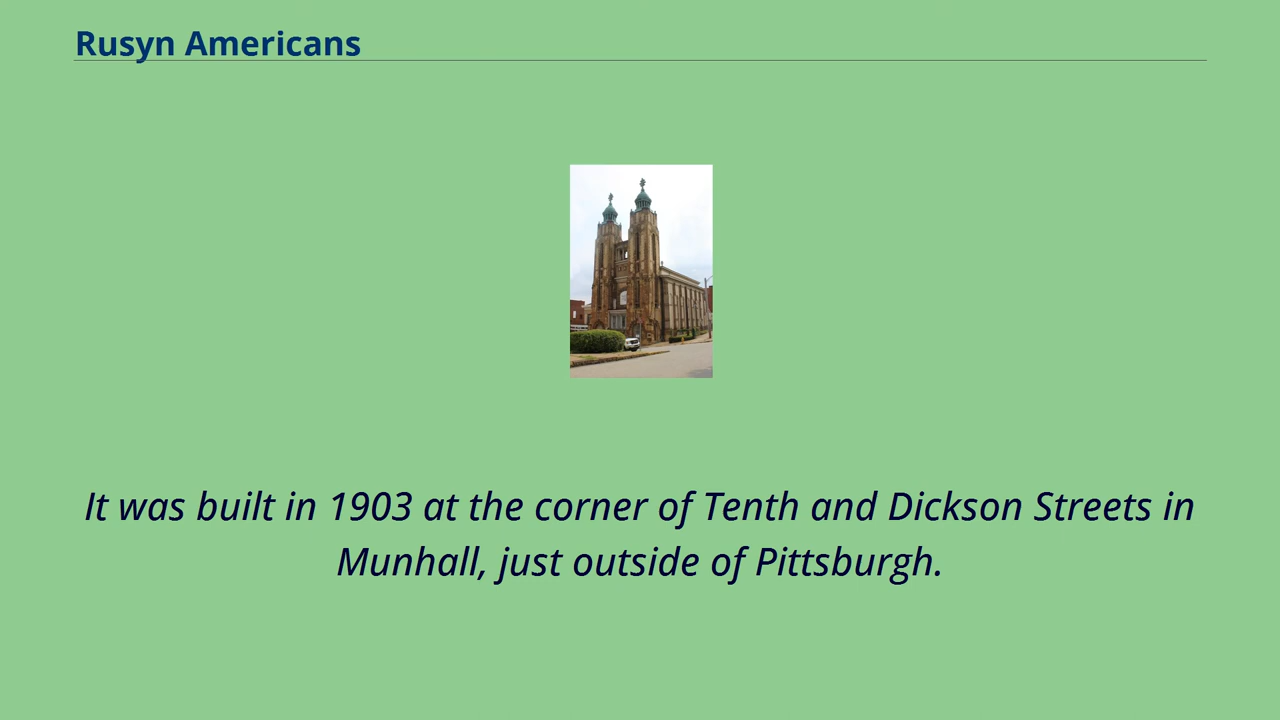 Rusyn Americans
It was built in 1903 at the corner of Tenth and Dickson Streets in
Munhall, just outside of Pittsburgh.